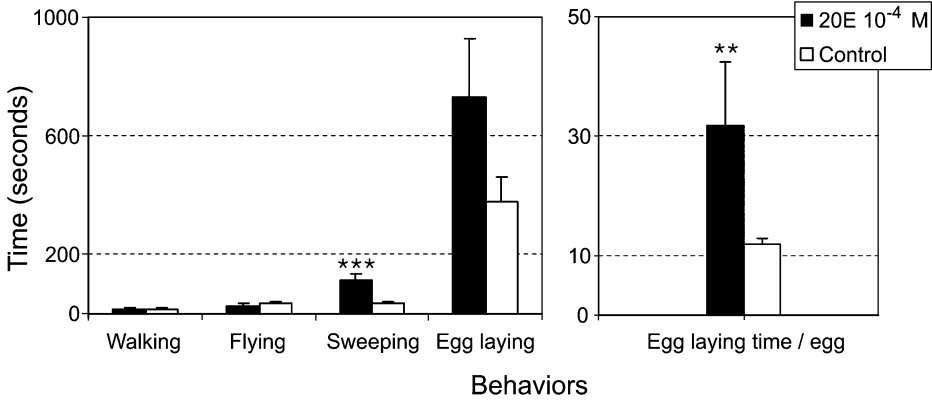 1000
600
200
0
Time (seconds)
***
Walking
Flying
Sweeping
Egg laying
50
30
10
0
**
20E 10⁻⁴ M
Control
Egg laying time / egg
Behaviors